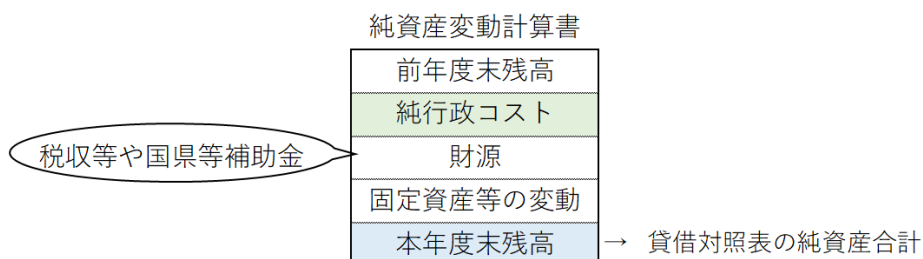 純資産変動計算書
前年度末残高
純行政コスト
税収等や国県等補助金
財源
固定資産等の変動
本年度末残高 → 貸借対照表の純資産合計